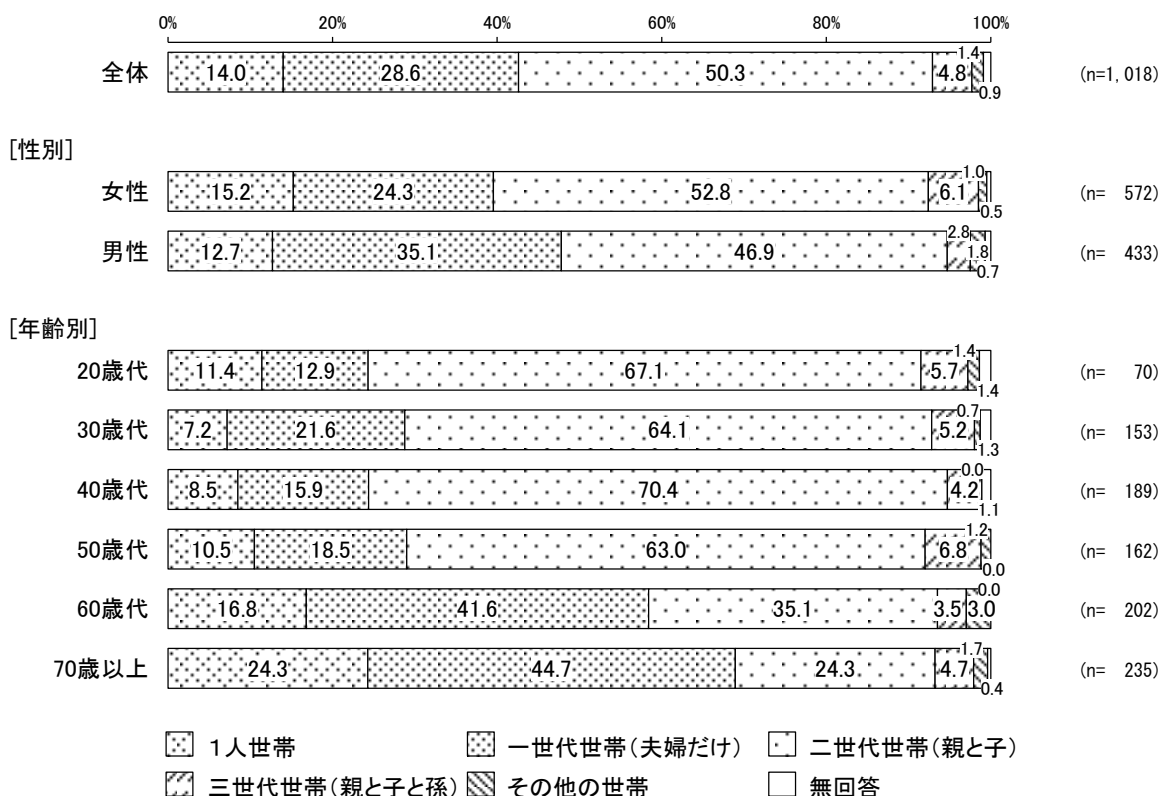 0% 20% 40% 60% 80% 100%
全体 14.0 28.6 50.3 4.8 1.4 0.9 (n=1,018)
[性別]
女性 15.2 24.3 52.8 6.1 1.0 0.5 (n= 572)
男性 12.7 35.1 46.9 2.8 1.8 0.7 (n= 433)
[年齢別]
20歳代 11.4 12.9 67.1 5.7 1.4 1.4 (n= 70)
30歳代 7.2 21.6 64.1 5.2 0.7 1.3 (n= 153)
40歳代 8.5 15.9 70.4 4.2 0.0 1.1 (n= 189)
50歳代 10.5 18.5 63.0 6.8 1.2 0.0 (n= 162)
60歳代 16.8 41.6 35.1 3.5 3.0 0.0 (n= 202)
70歳以上 24.3 44.7 24.3 4.7 1.7 0.4 (n= 235)
1人世帯 一世代世帯(夫婦だけ) 二世代世帯(親と子)
三世代世帯(親と子と孫) その他の世帯 無回答